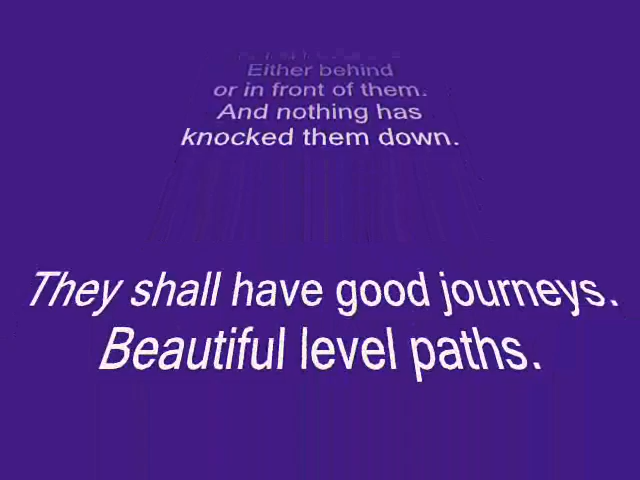 Either behind
or in front of them.
And nothing has
knocked them down.
They shall have good journeys.
Beautiful level paths.